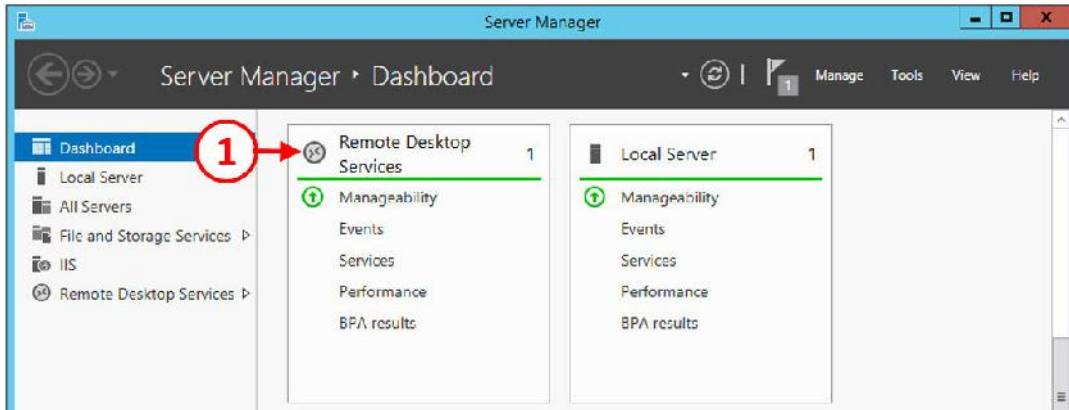 Server Manager
Server Manager ‣ Dashboard
1
Manage Tools View Help
Dashboard
Local Server
All Servers
File and Storage Services
IIS
Remote Desktop Services
1
Remote Desktop
Services
1
Manageability
Events
Services
Performance
BPA results
Local Server 1
Manageability
Events
Services
Performance
BPA results